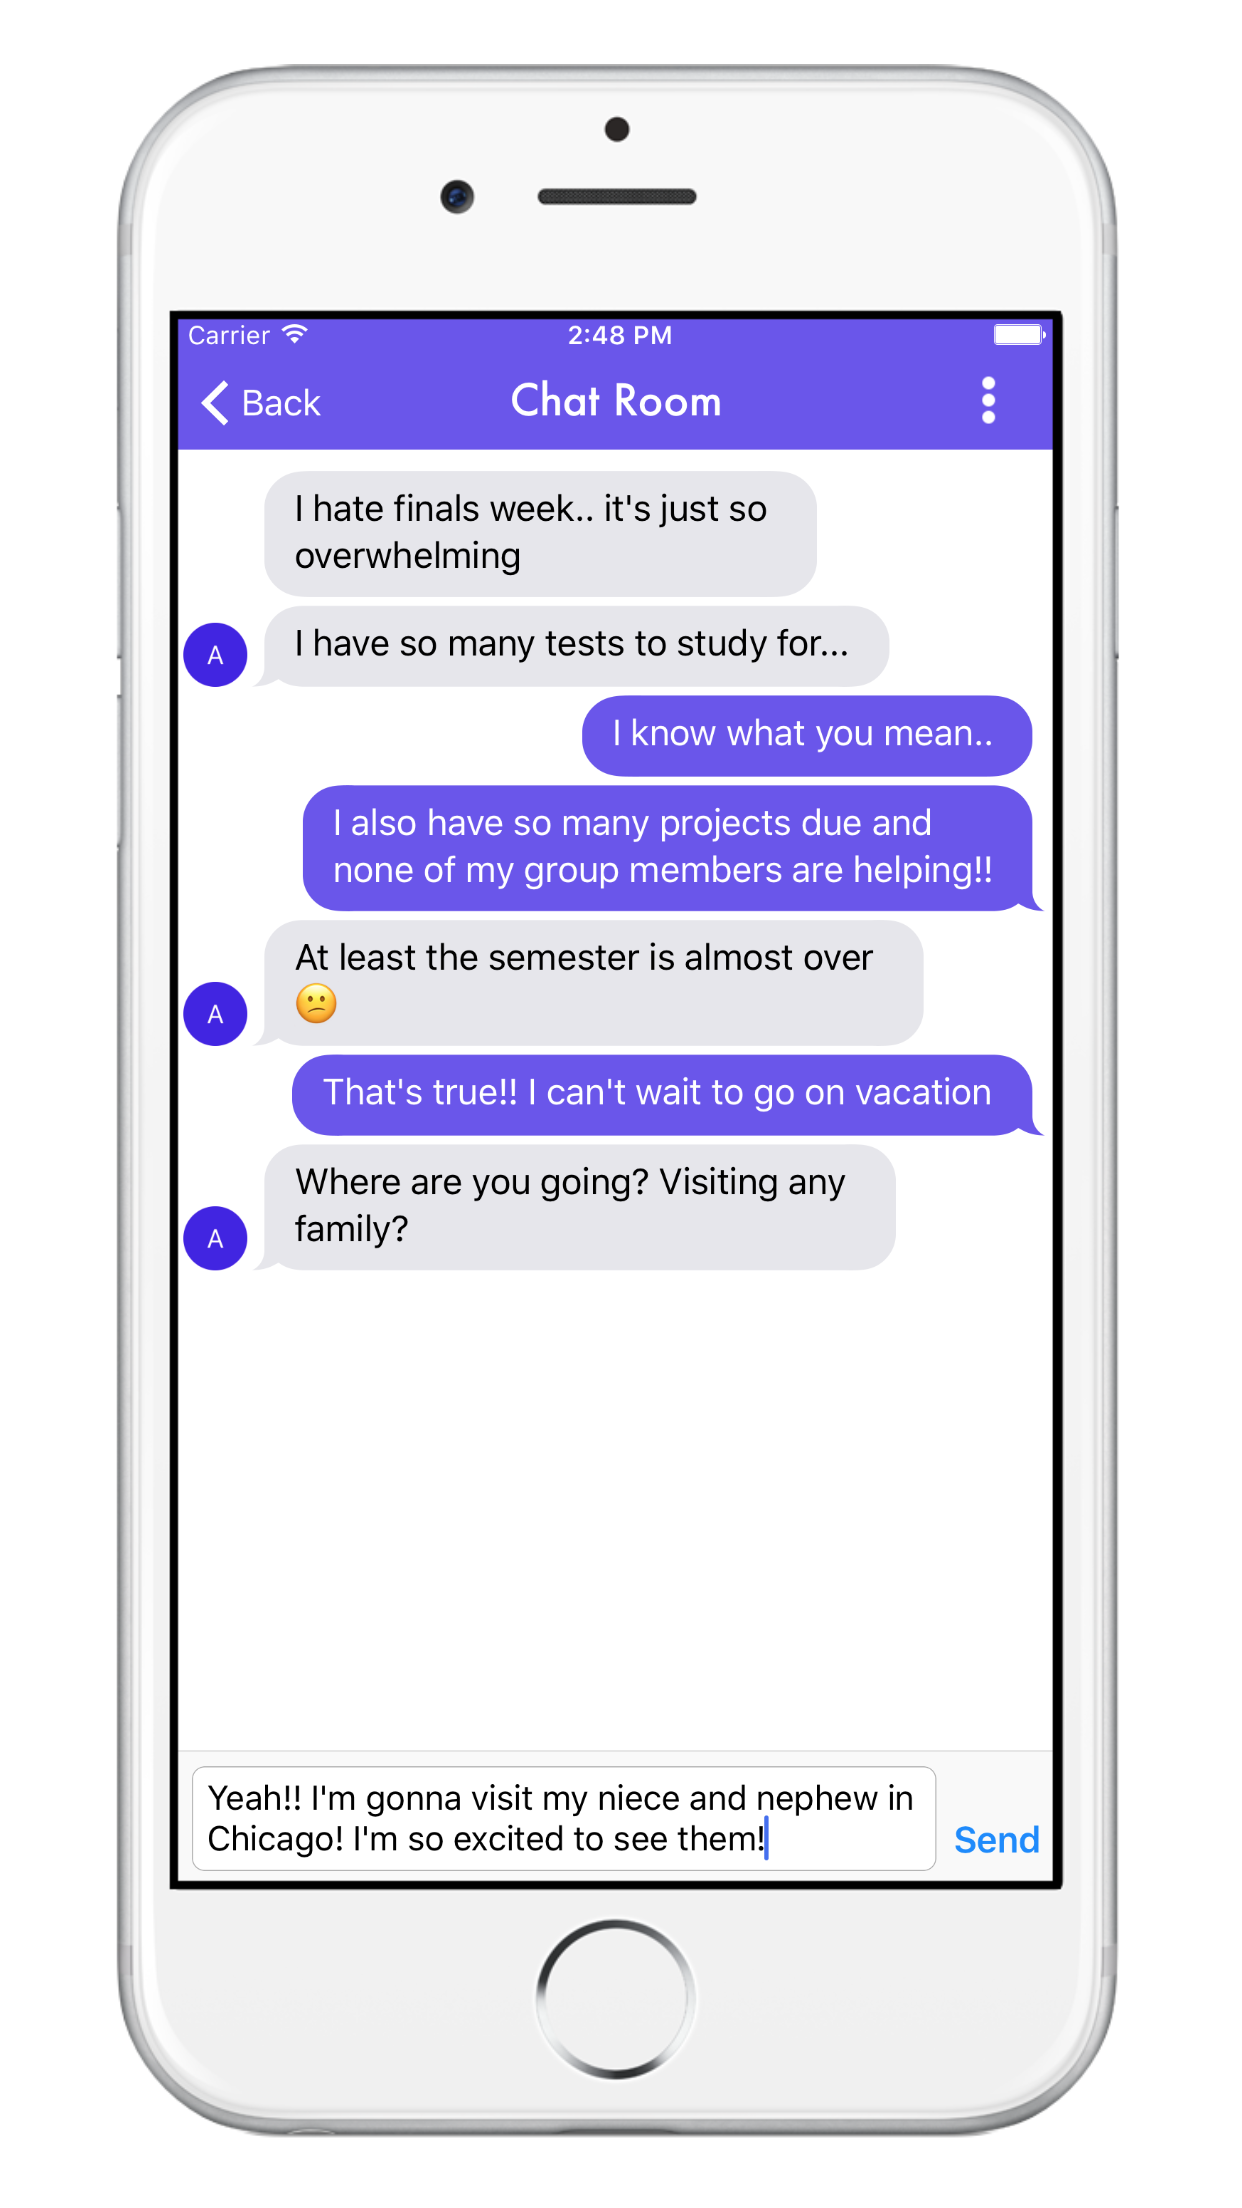 Carrier 2:48 PM
Back Chat Room
I hate finals week.. it's just so
overwhelming
A I have so many tests to study for...
I know what you mean..
I also have so many projects due and
none of my group members are helping!!
At least the semester is almost over
A 😕
That's true!! I can't wait to go on vacation
Where are you going? Visiting any
A family?
Yeah!! I'm gonna visit my niece and nephew in
Chicago! I'm so excited to see them! Send